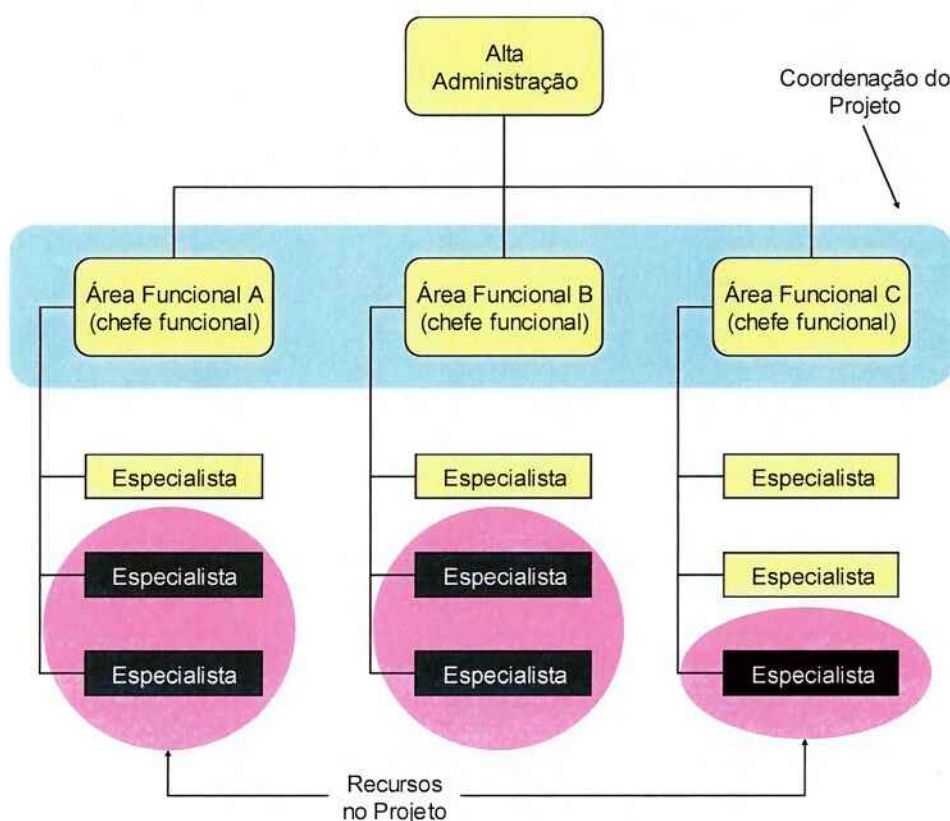 Alta
Administração
Coordenação do
Projeto
Área Funcional A
(chefe funcional)
Área Funcional B
(chefe funcional)
Área Funcional C
(chefe funcional)
Especialista
Especialista
Especialista
Especialista
Especialista
Especialista
Especialista
Especialista
Especialista
Recursos
no Projeto